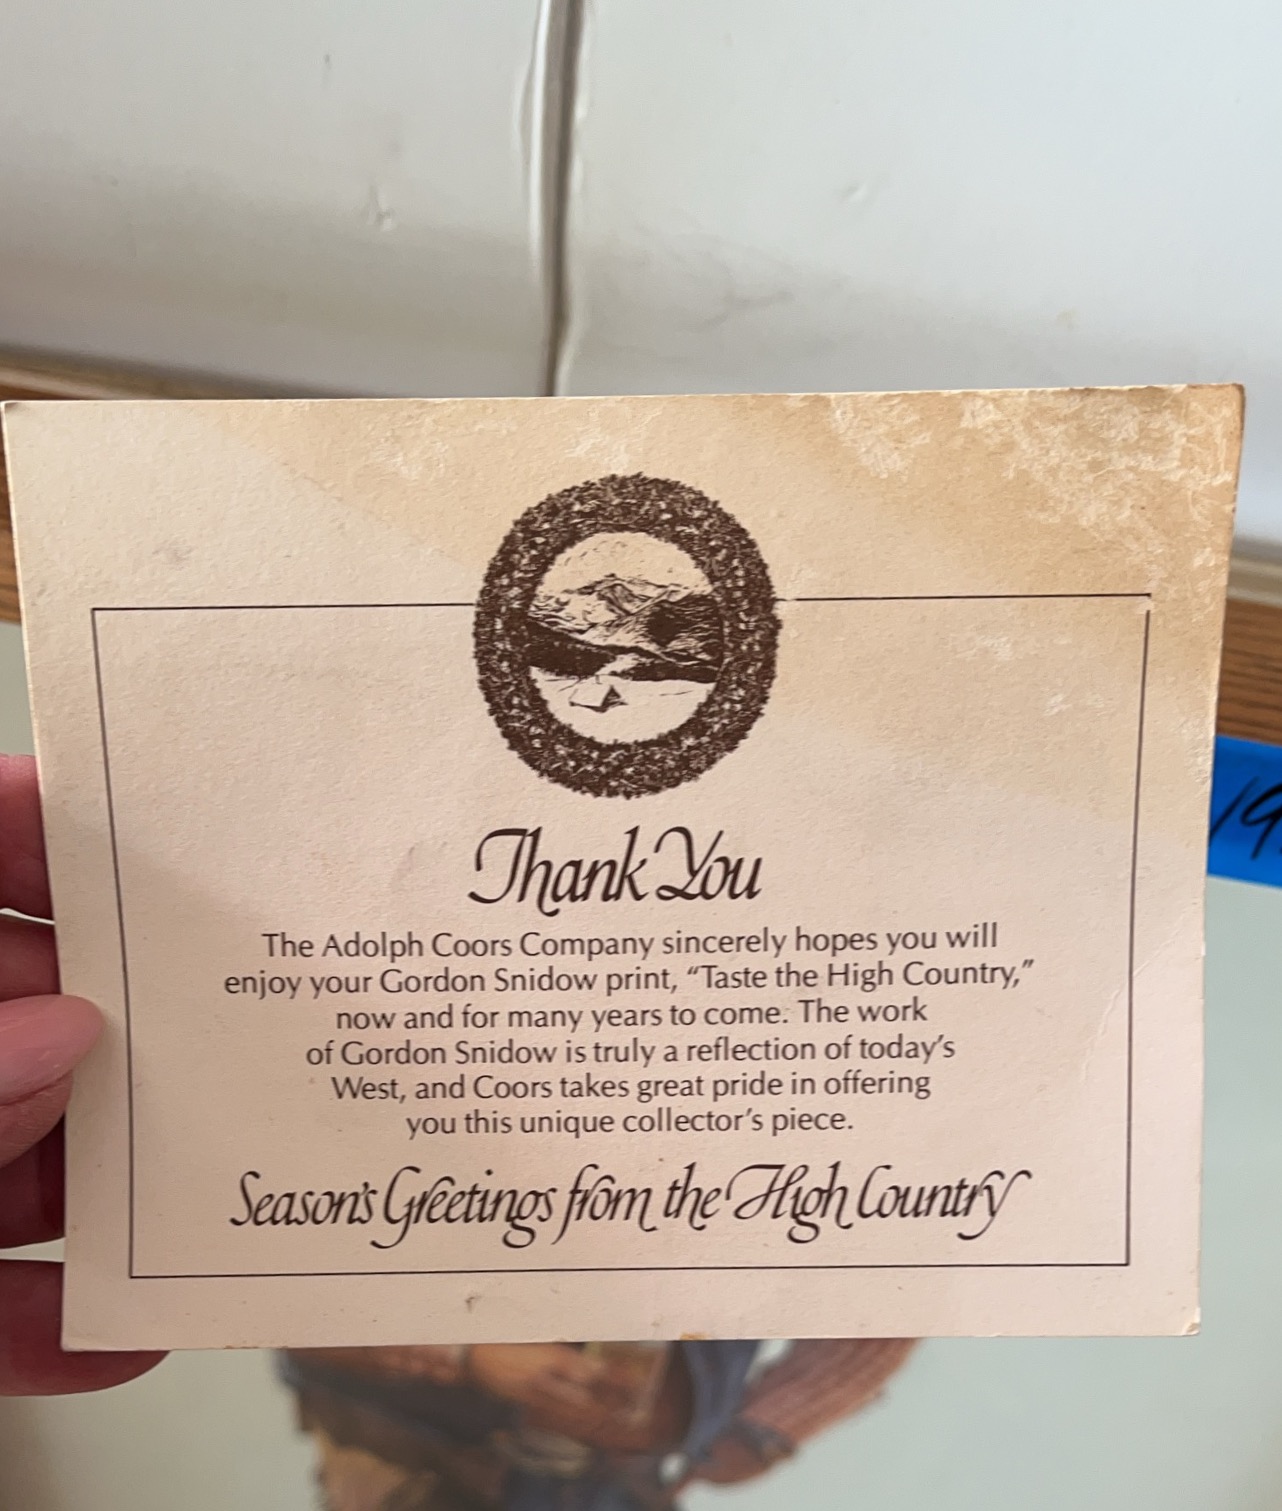 Thank You
The Adolph Coors Company sincerely hopes you will
enjoy your Gordon Snidow print, “Taste the High Country,”
now and for many years to come. The work
of Gordon Snidow is truly a reflection of today’s
West, and Coors takes great pride in offering
you this unique collector’s piece.
Season's Greetings from the High Country
19